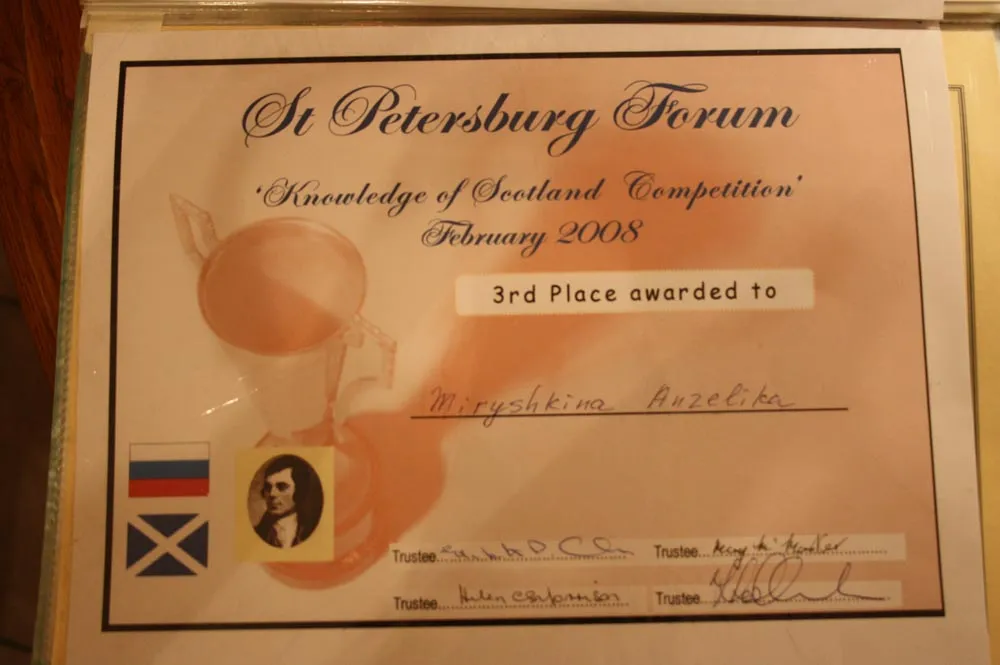 St Petersburg Forum
'Knowledge of Scotland Competition'
February 2008
3rd Place awarded to
Miryshkina Anzelika
Trustee
Trustee
Trustee Helen
Trustee